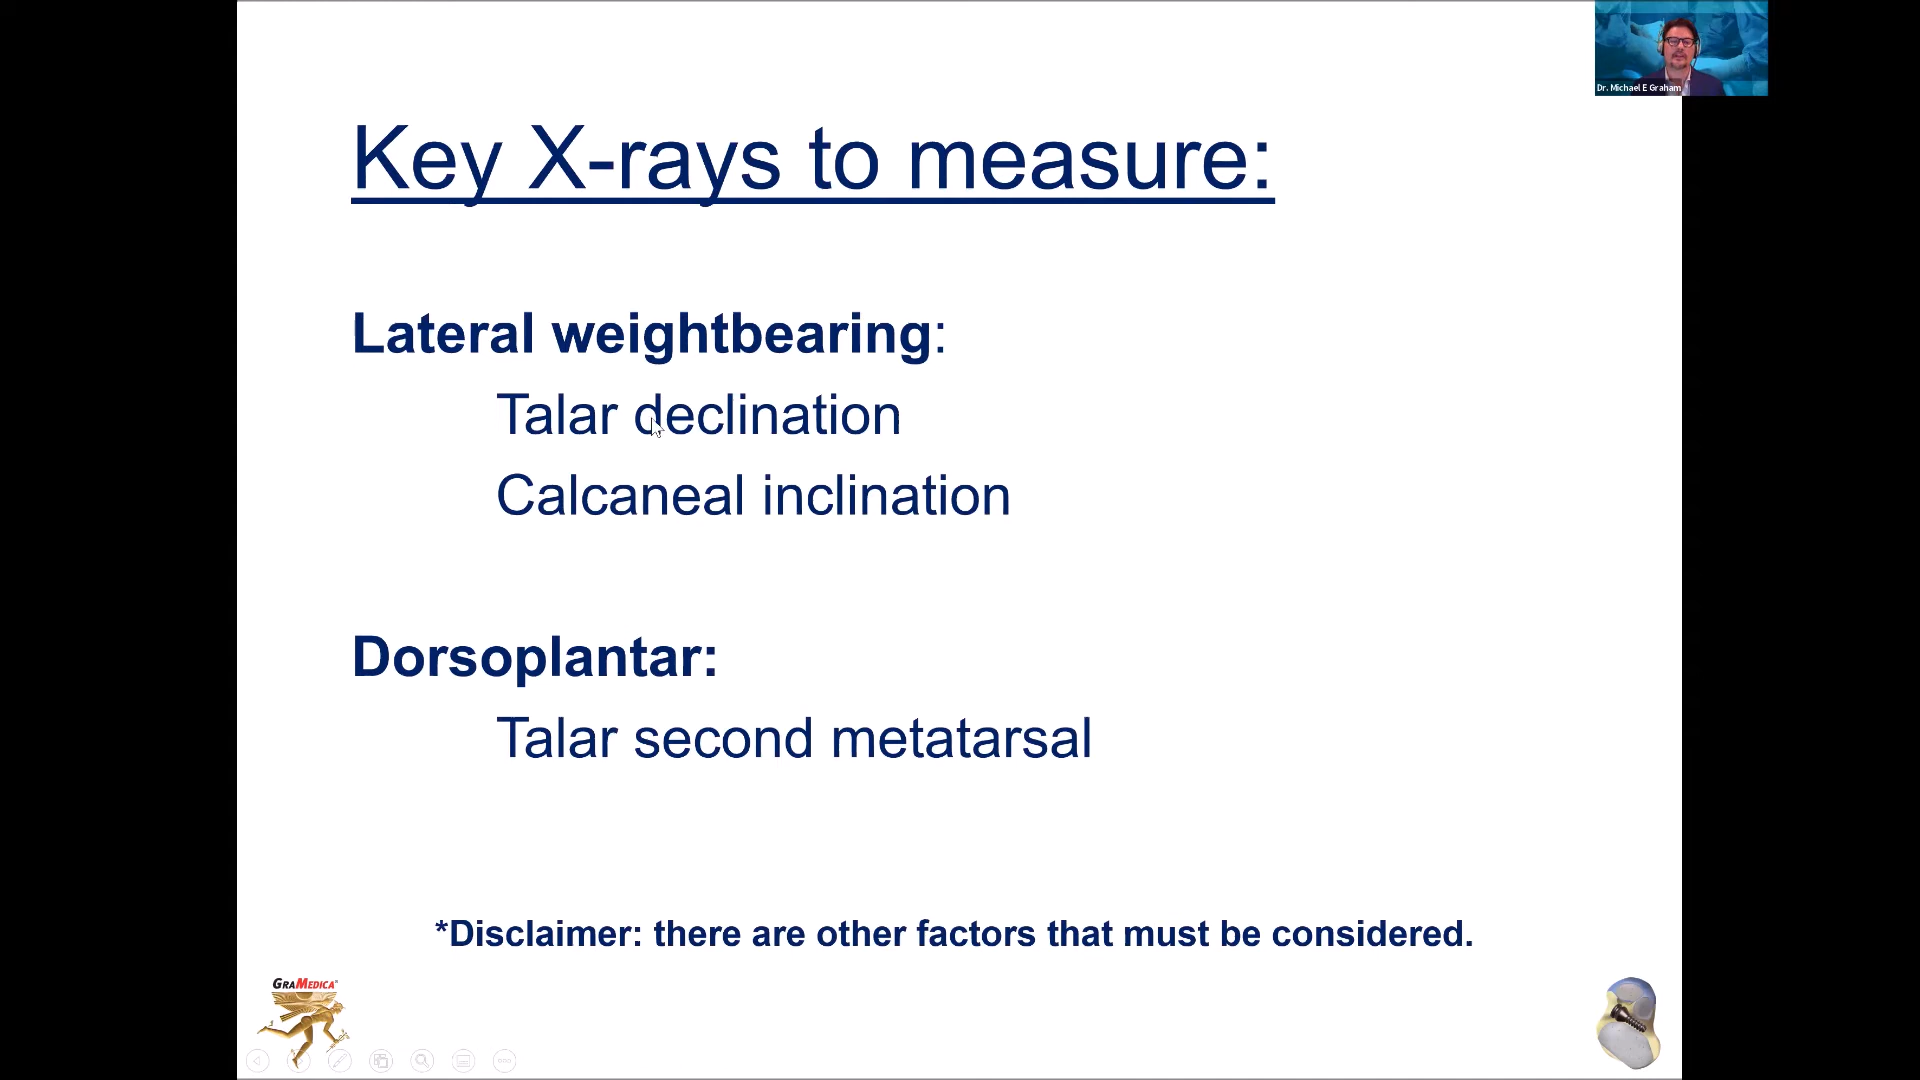 Dr. Michael E Graham
Key X-rays to measure:
Lateral weightbearing:
Talar declination
Calcaneal inclination
Dorsoplantar:
Talar second metatarsal
*Disclaimer: there are other factors that must be considered.
GRAMEDICA®